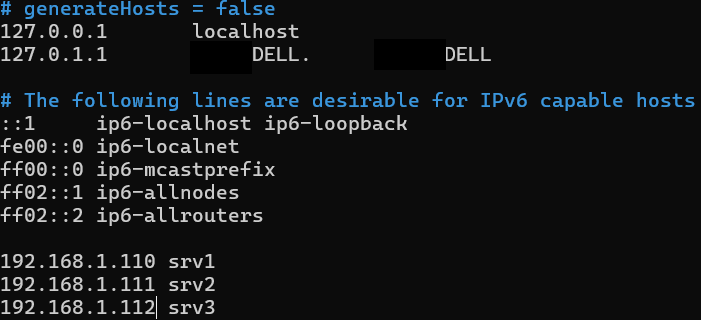 # generateHosts = false
127.0.0.1       localhost
127.0.1.1       DELL.       DELL
# The following lines are desirable for IPv6 capable hosts
::1     ip6-localhost ip6-loopback
fe00::0 ip6-localnet
ff00::0 ip6-mcastprefix
ff02::1 ip6-allnodes
ff02::2 ip6-allrouters
192.168.1.110 srv1
192.168.1.111 srv2
192.168.1.112 srv3